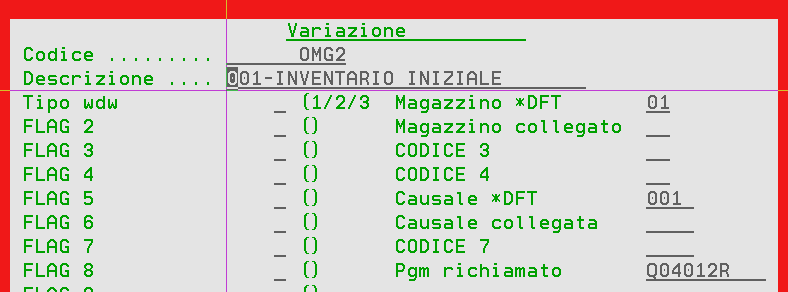 Variazione
Codice ......... OMG2
Descrizione .... 001-INVENTARIO INIZIALE
Tipo wdw _ (1/2/3 Magazzino *DFT 01
FLAG 2 _ () Magazzino collegato __
FLAG 3 _ () CODICE 3 __
FLAG 4 _ () CODICE 4 __
FLAG 5 _ () Causale *DFT 001
FLAG 6 _ () Causale collegata ____
FLAG 7 _ () CODICE 7 ____
FLAG 8 _ () Pgm richiamato Q04012R